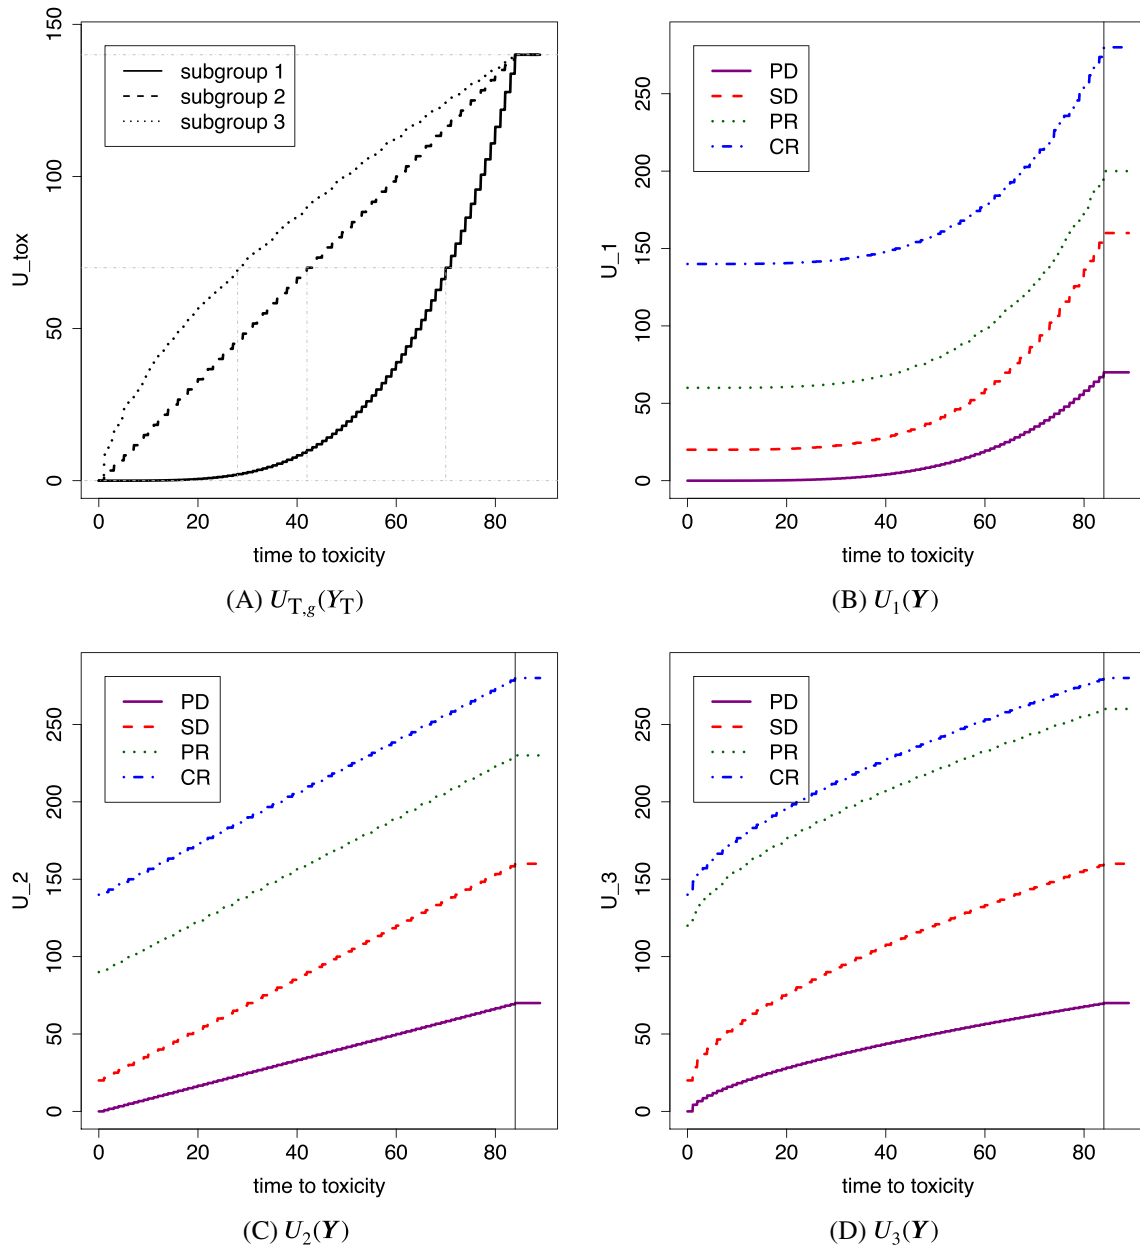 U_tox
0 50 100 150
subgroup 1
subgroup 2
subgroup 3
0 20 40 60 80
time to toxicity
(A) U_{T,g}(Y_T)
U_1
0 50 100 150 200 250
PD
SD
PR
CR
0 20 40 60 80
time to toxicity
(B) U_1(Y)
U_2
0 50 100 150 200 250
PD
SD
PR
CR
0 20 40 60 80
time to toxicity
(C) U_2(Y)
U_3
0 50 100 150 200 250
PD
SD
PR
CR
0 20 40 60 80
time to toxicity
(D) U_3(Y)